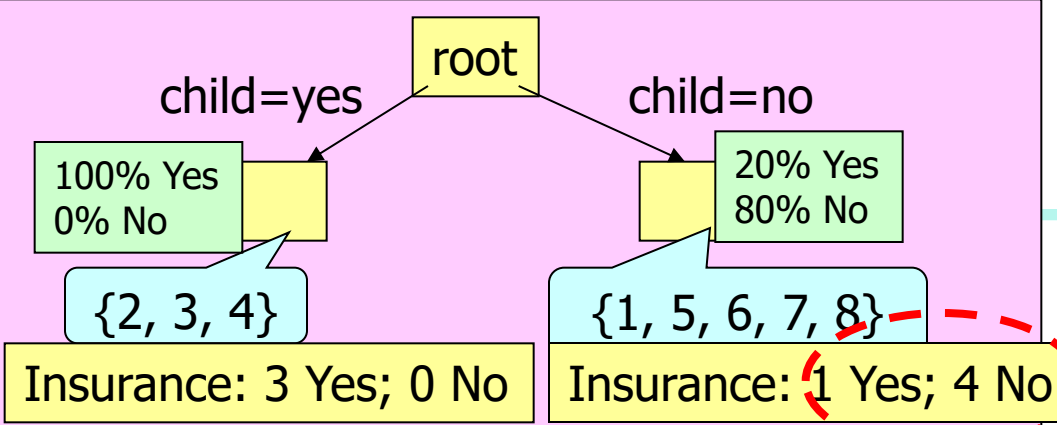 root
child=yes
child=no
100% Yes
0% No
20% Yes
80% No
{2, 3, 4}
{1, 5, 6, 7, 8}
Insurance: 3 Yes; 0 No
Insurance: 1 Yes; 4 No